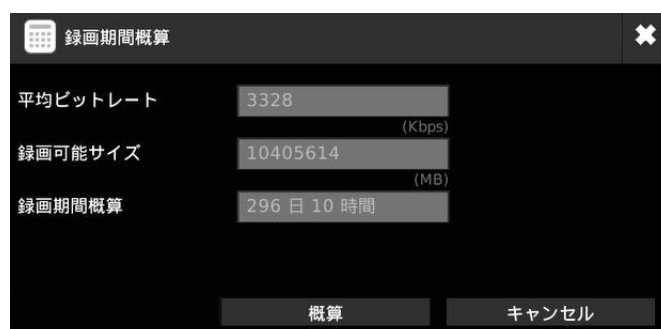 録画期間概算
平均ビットレート 3328
(Kbps)
録画可能サイズ 10405614
(MB)
録画期間概算 296 日 10 時間
概算 キャンセル